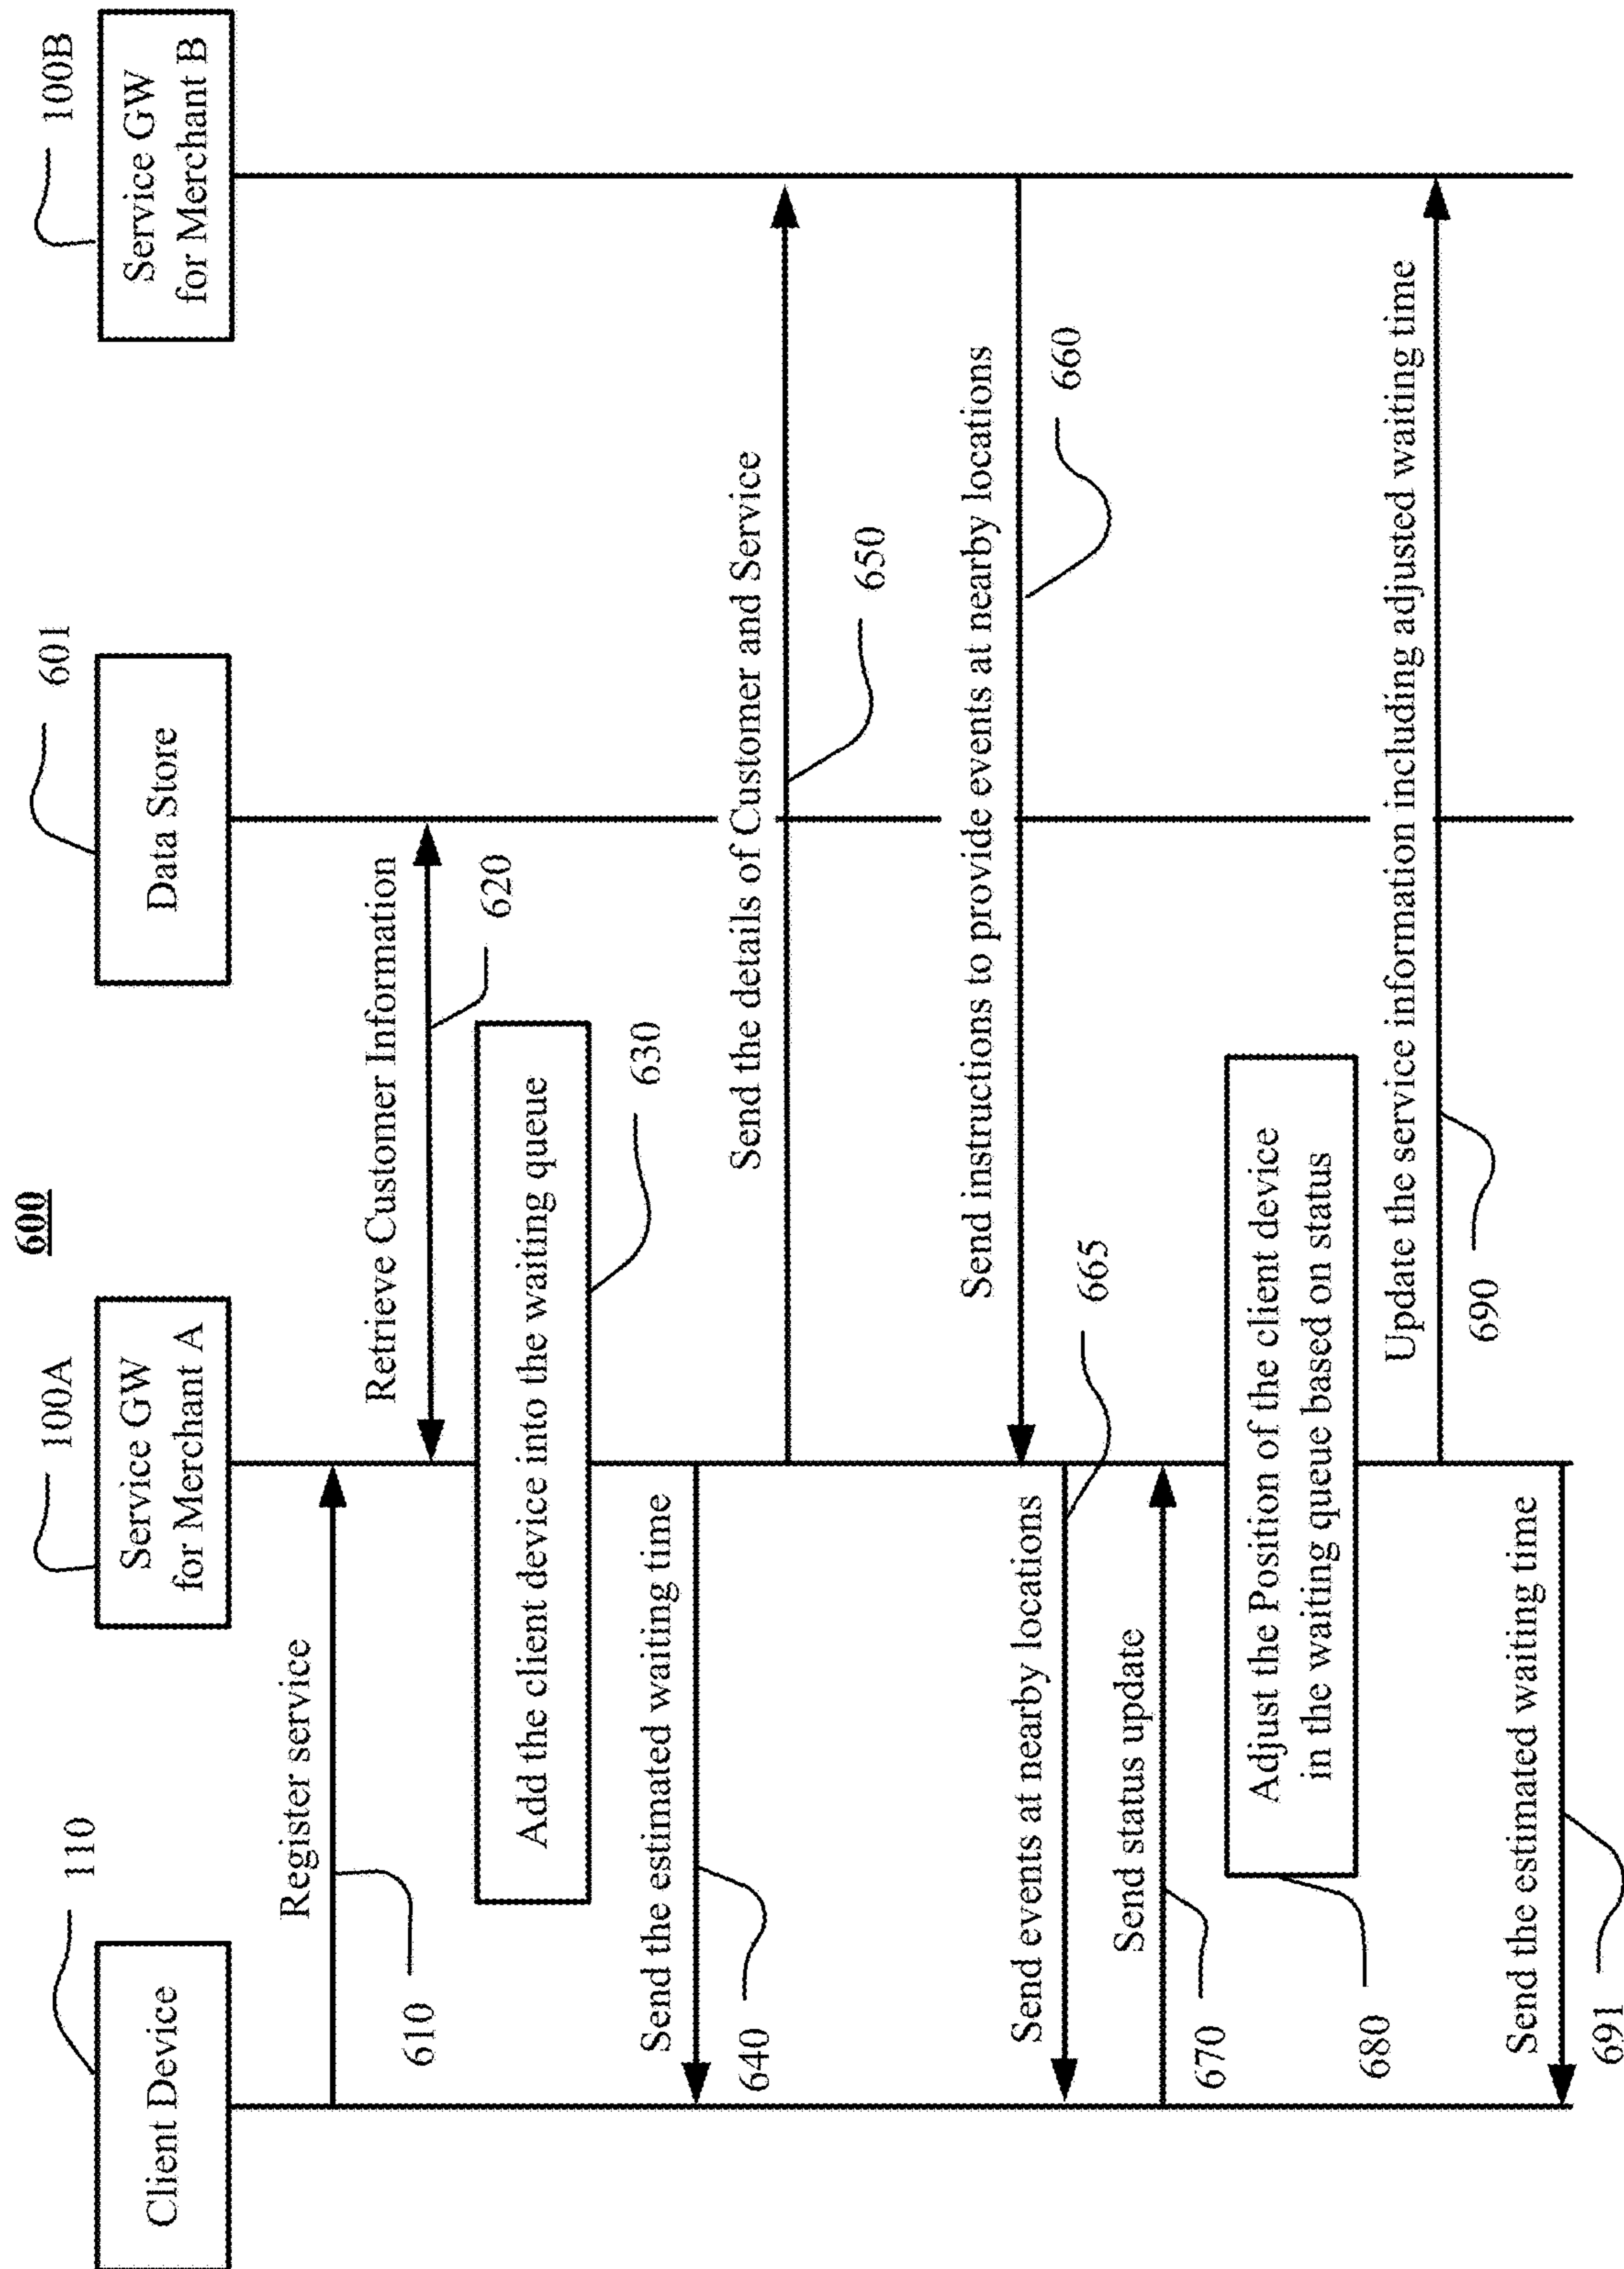 600
110
100A
601
100B
Client Device
Service GW
for Merchant A
Data Store
Service GW
for Merchant B
Register service
610
Retrieve Customer Information
620
Add the client device into the waiting queue
630
Send the estimated waiting time
640
Send the details of Customer and Service
650
Send instructions to provide events at nearby locations
660
Send events at nearby locations
665
Send status update
670
Adjust the Position of the client device
in the waiting queue based on status
680
Update the service information including adjusted waiting time
690
Send the estimated waiting time
691